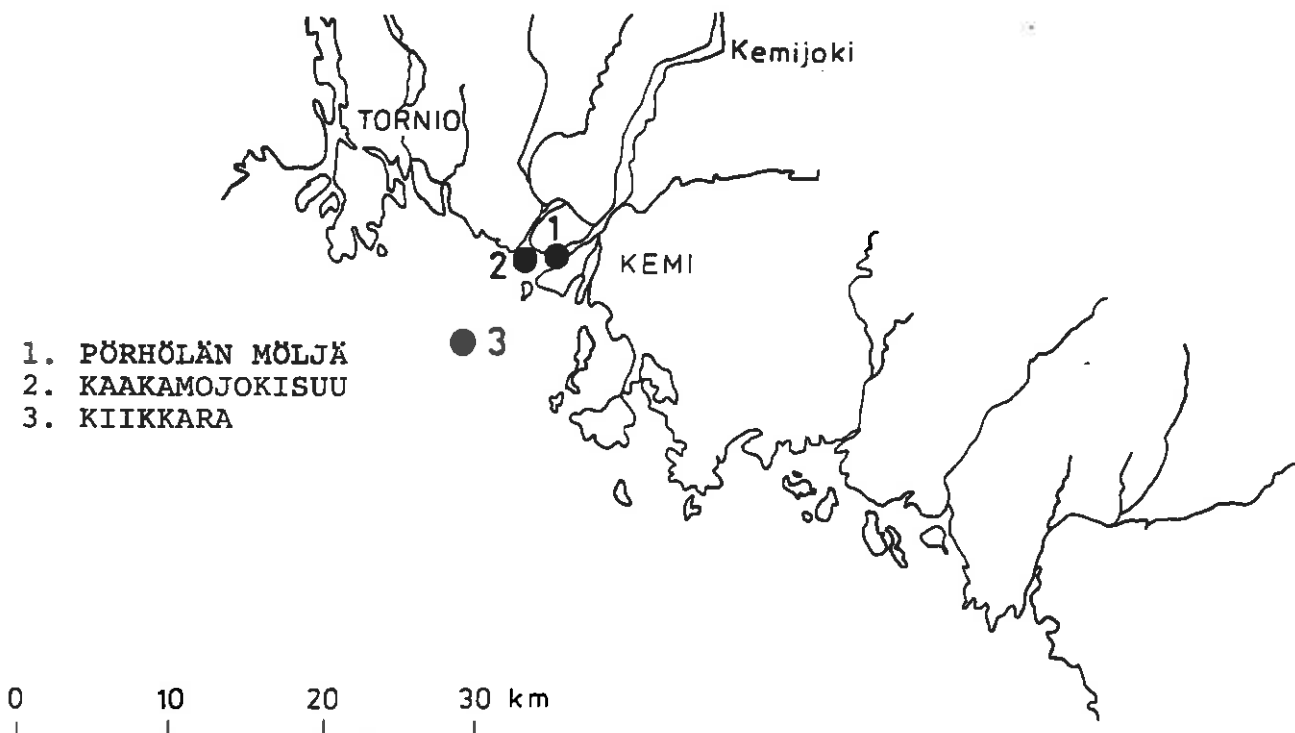 Kemijoki
TORNIO
1
2
KEMI
3
1. PÖRHÖLÄN MÖLJÄ
2. KAAKAMOJOKISUU
3. KIIKKARA
0 10 20 30 km